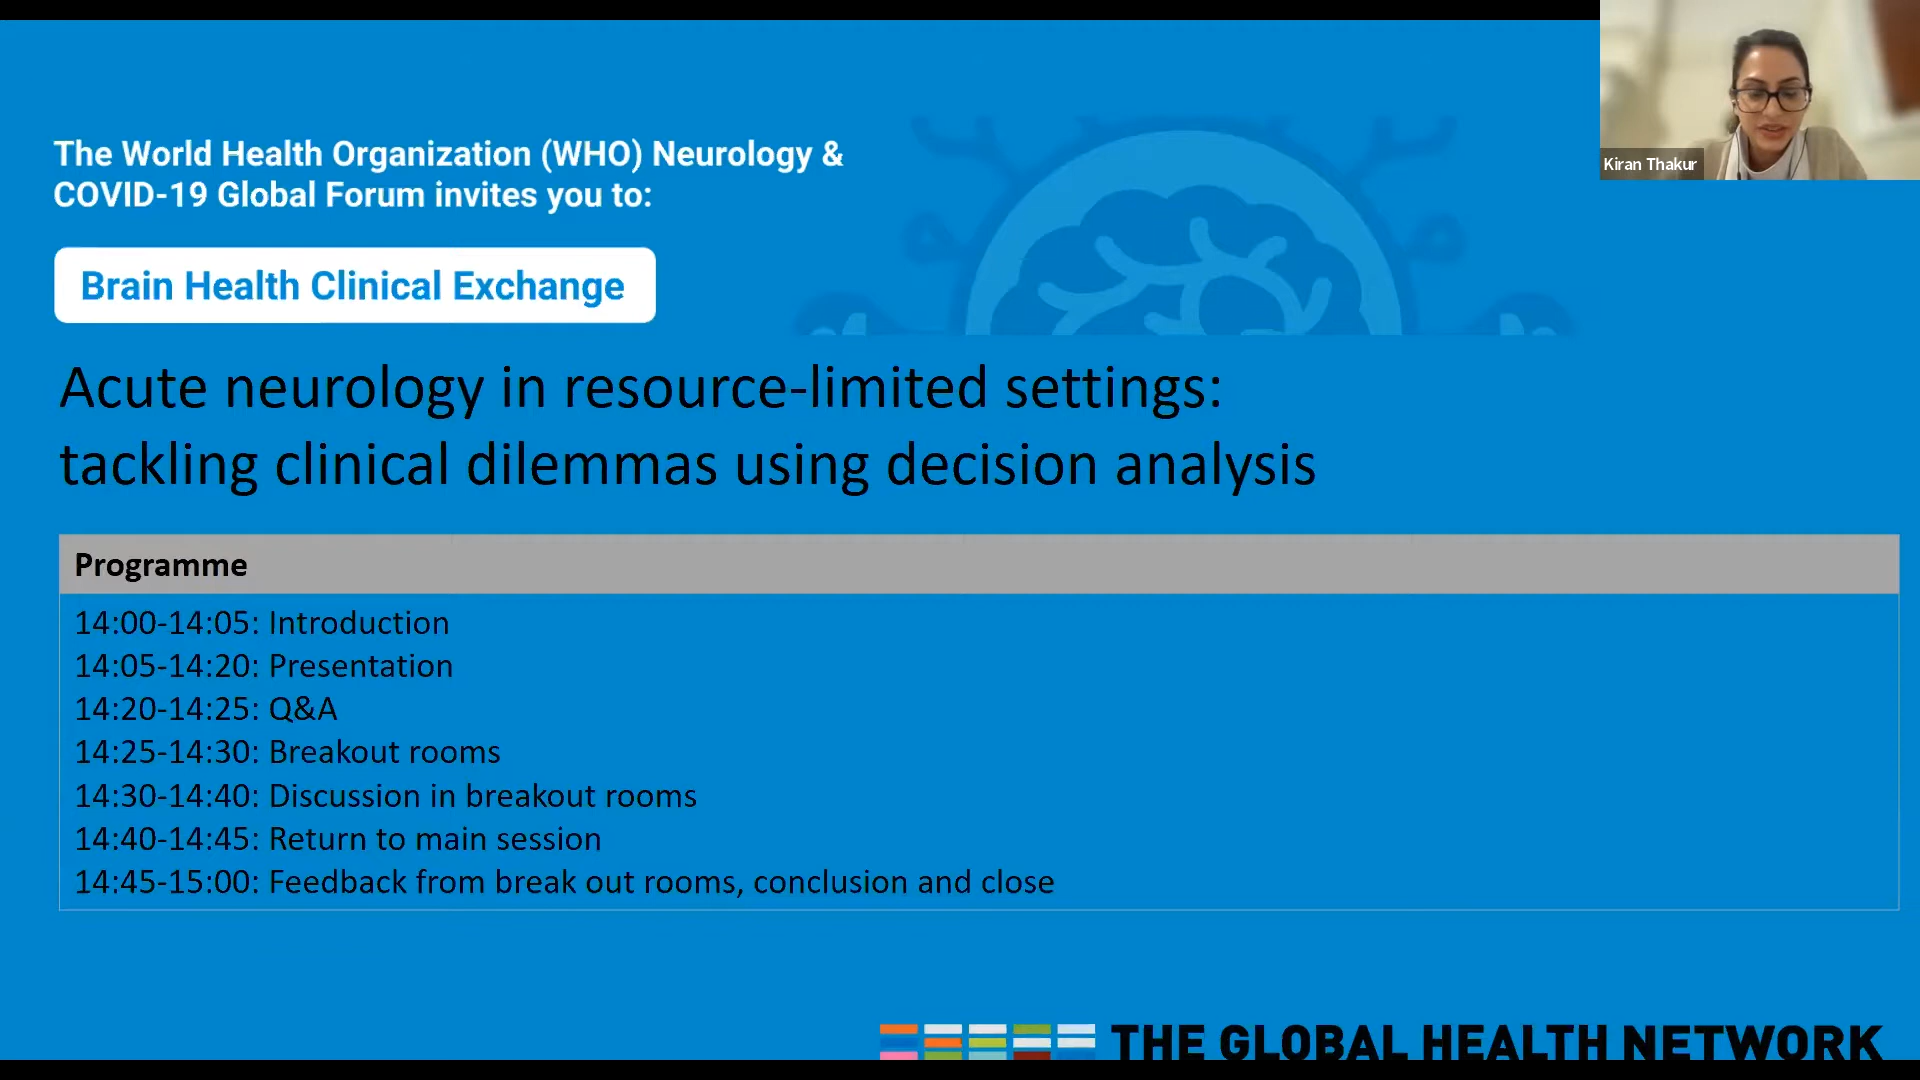 The World Health Organization (WHO) Neurology &
COVID-19 Global Forum invites you to:
Kiran Thakur
Brain Health Clinical Exchange
Acute neurology in resource-limited settings:
tackling clinical dilemmas using decision analysis
Programme
14:00-14:05: Introduction
14:05-14:20: Presentation
14:20-14:25: Q&A
14:25-14:30: Breakout rooms
14:30-14:40: Discussion in breakout rooms
14:40-14:45: Return to main session
14:45-15:00: Feedback from break out rooms, conclusion and close
THE GLOBAL HEALTH NETWORK